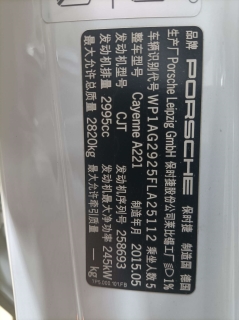 品牌 PORSCHE 保时捷 制造国 德国
生产厂 Porsche Leipzig GmbH 保时捷股份公司莱比锡工厂 1%
车辆识别代号 WP1AG2925FLA55112 乘坐人数 5
整车型号 Cayenne A221 制造年月 2015.05
发动机型号 CJT 发动机序列号 258693
发动机排量 2995cc 发动机最大净功率 245kW
最大允许总质量 2820kg 最大允许牵引质量 — kg